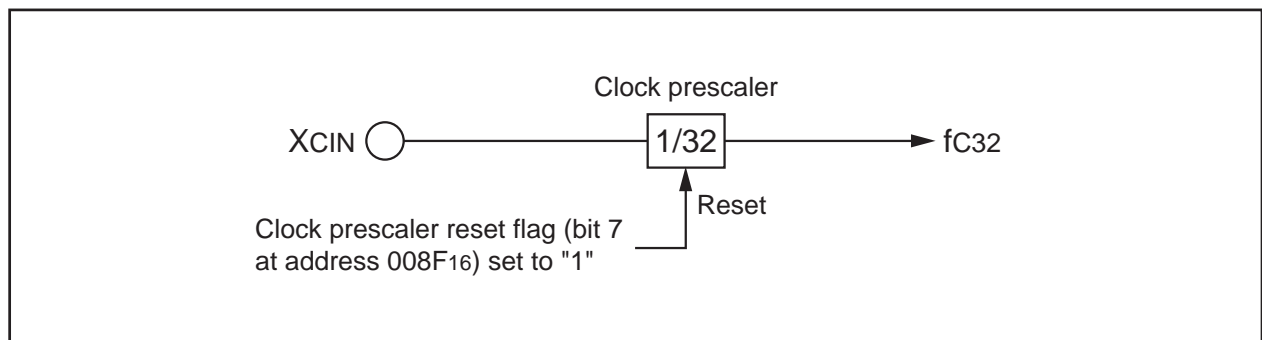 Clock prescaler
XCIN
1/32
fC32
Reset
Clock prescaler reset flag (bit 7
at address 008F16) set to "1"